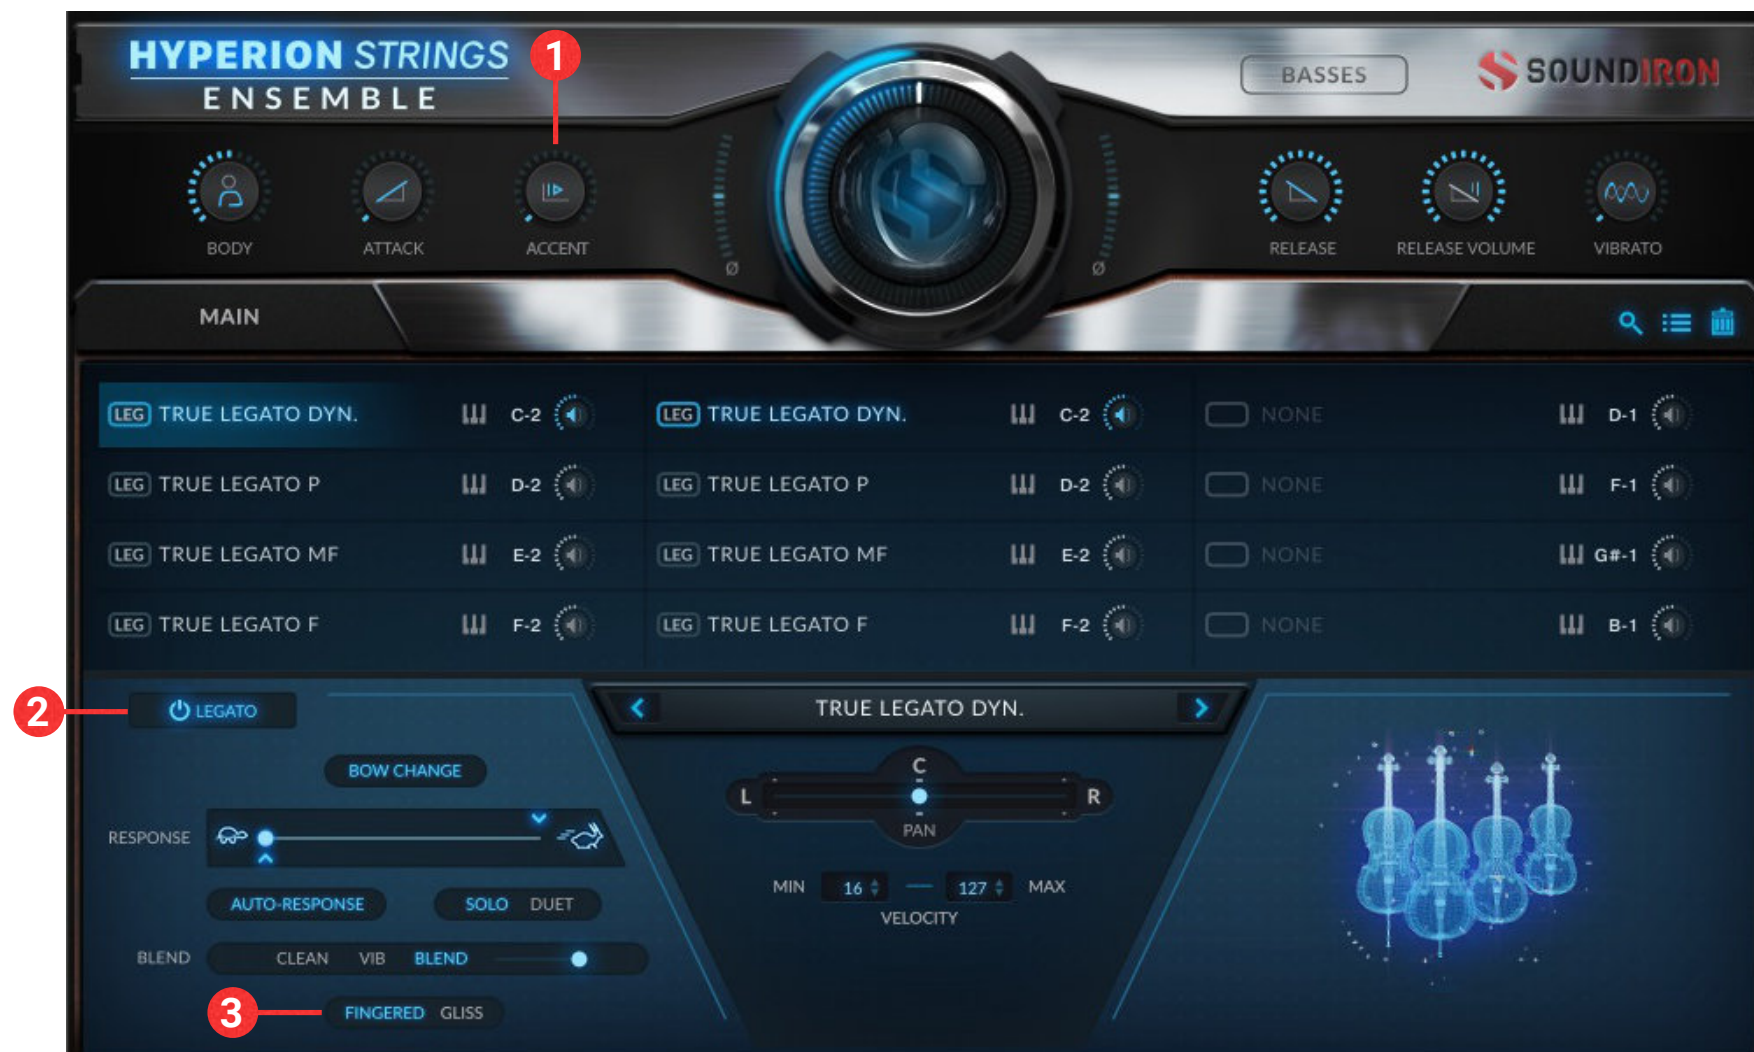 HYPERION STRINGS
ENSEMBLE
1
BASSES
SOUNDIRON
BODY
ATTACK
ACCENT
Ø
Ø
RELEASE
RELEASE VOLUME
VIBRATO
MAIN
LEG TRUE LEGATO DYN. C-2
LEG TRUE LEGATO DYN. C-2
NONE D-1
LEG TRUE LEGATO P D-2
LEG TRUE LEGATO P D-2
NONE F-1
LEG TRUE LEGATO MF E-2
LEG TRUE LEGATO MF E-2
NONE G#-1
LEG TRUE LEGATO F F-2
LEG TRUE LEGATO F F-2
NONE B-1
2
LEGATO
BOW CHANGE
RESPONSE
AUTO-RESPONSE
SOLO DUET
BLEND CLEAN VIB BLEND
3
FINGERED GLISS
TRUE LEGATO DYN.
C
L R
PAN
MIN 16 127 MAX
VELOCITY